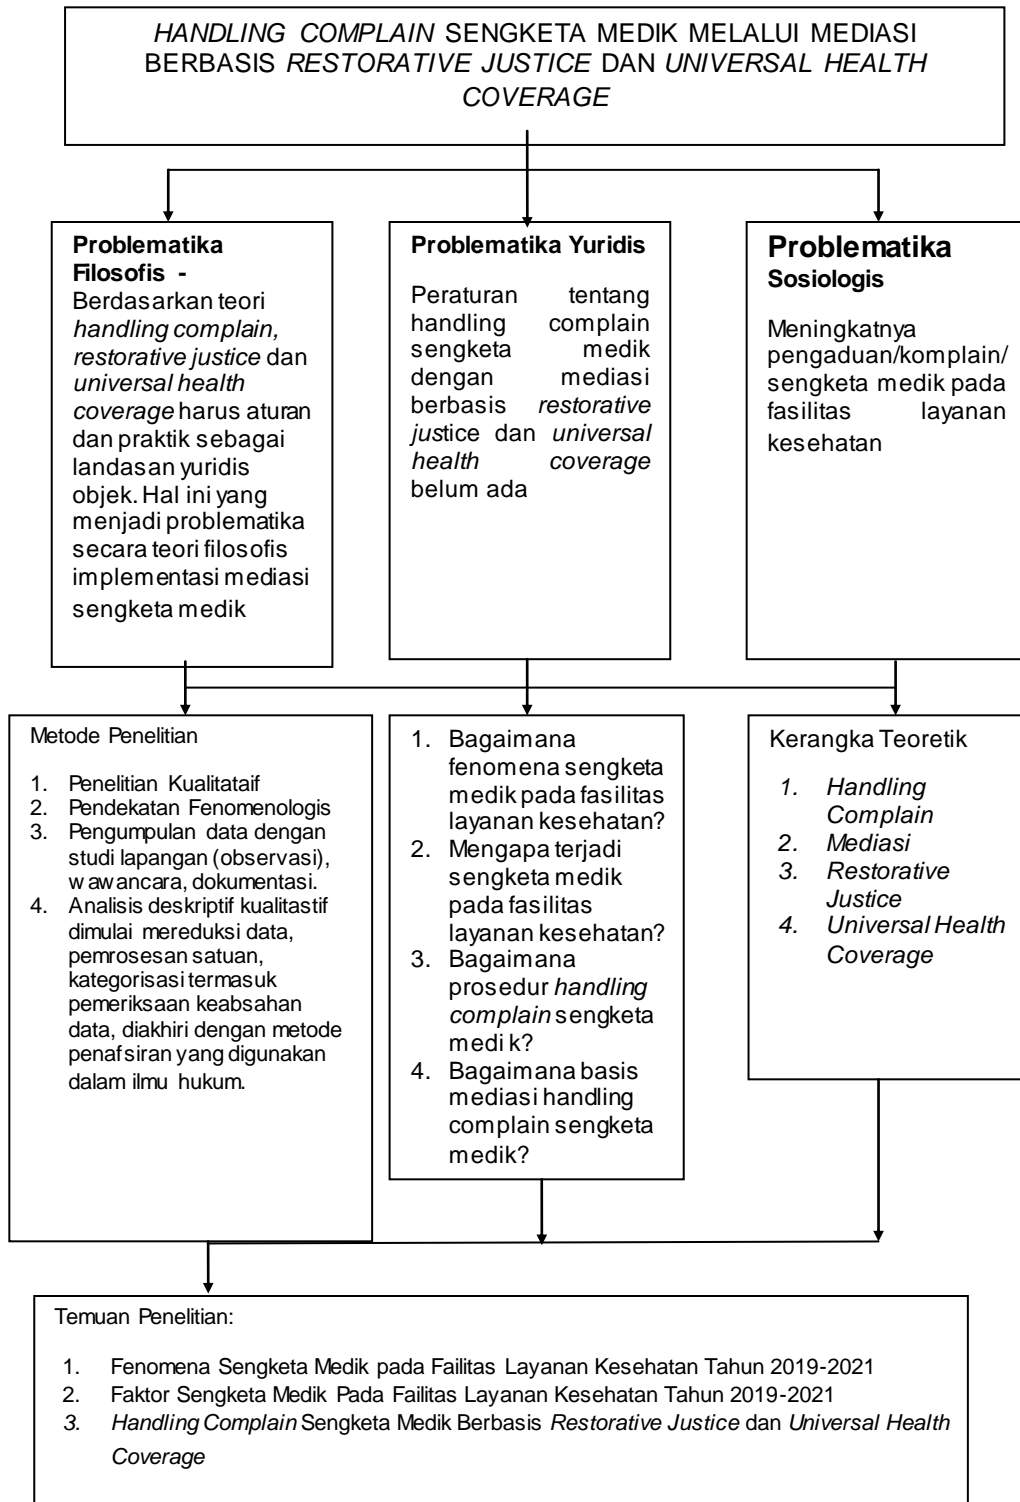 HANDLING COMPLAIN SENGKETA MEDIK MELALUI MEDIASI
BERBASIS RESTORATIVE JUSTICE DAN UNIVERSAL HEALTH
COVERAGE
Problematika
Filosofis -
Berdasarkan teori
handling complain,
restorative justice dan
universal health
coverage harus aturan
dan praktik sebagai
landasan yuridis
objek. Hal ini yang
menjadi problematika
secara teori filosofis
implementasi mediasi
sengketa medik
Problematika Yuridis
Peraturan tentang
handling complain
sengketa medik
dengan mediasi
berbasis restorative
justice dan universal
health coverage
belum ada
Problematika
Sosiologis
Meningkatnya
pengaduan/komplain/
sengketa medik pada
fasilitas layanan
kesehatan
Metode Penelitian
1. Penelitian Kualitataif
2. Pendekatan Fenomenologis
3. Pengumpulan data dengan
studi lapangan (observasi),
wawancara, dokumentasi.
4. Analisis deskriptif kualitastif
dimulai mereduksi data,
pemrosesan satuan,
kategorisasi termasuk
pemeriksaan keabsahan
data, diakhiri dengan metode
penafsiran yang digunakan
dalam ilmu hukum.
1. Bagaimana
fenomena sengketa
medik pada fasilitas
layanan kesehatan?
2. Mengapa terjadi
sengketa medik
pada fasilitas
layanan kesehatan?
3. Bagaimana
prosedur handling
complain sengketa
medik?
4. Bagaimana basis
mediasi handling
complain sengketa
medik?
Kerangka Teoretik
1. Handling
Complain
2. Mediasi
3. Restorative
Justice
4. Universal Health
Coverage
Temuan Penelitian:
1. Fenomena Sengketa Medik pada Failitas Layanan Kesehatan Tahun 2019-2021
2. Faktor Sengketa Medik Pada Failitas Layanan Kesehatan Tahun 2019-2021
3. Handling Complain Sengketa Medik Berbasis Restorative Justice dan Universal Health
Coverage